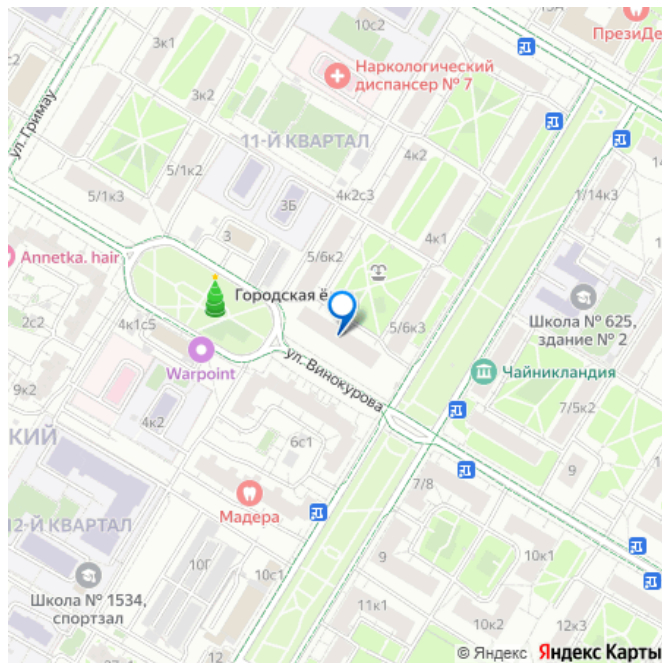 15А
ПрезиДе
10с2
3к1
Наркологический
диспансер № 7
3к2
ул. Гримау
11-Й КВАРТАЛ
4к2
5/1к2
5/1к3
4к2с3
1/14к3
3Б
3
4к1
5/6к2
Annetka. hair
Городская ё
5/6к3
Школа № 625,
здание № 2
2с2
4к1с5
ул. Винокурова
Warpoint
Чайникландия
9к2
4к2
7/5к2
СКИЙ
6с1
9
7/8
Мадера
12-Й КВАРТАЛ
10Г
10с1
9
10к1
Школа № 1534,
спортзал
11к1
10к2
12к3
12
© Яндекс Яндекс Карты